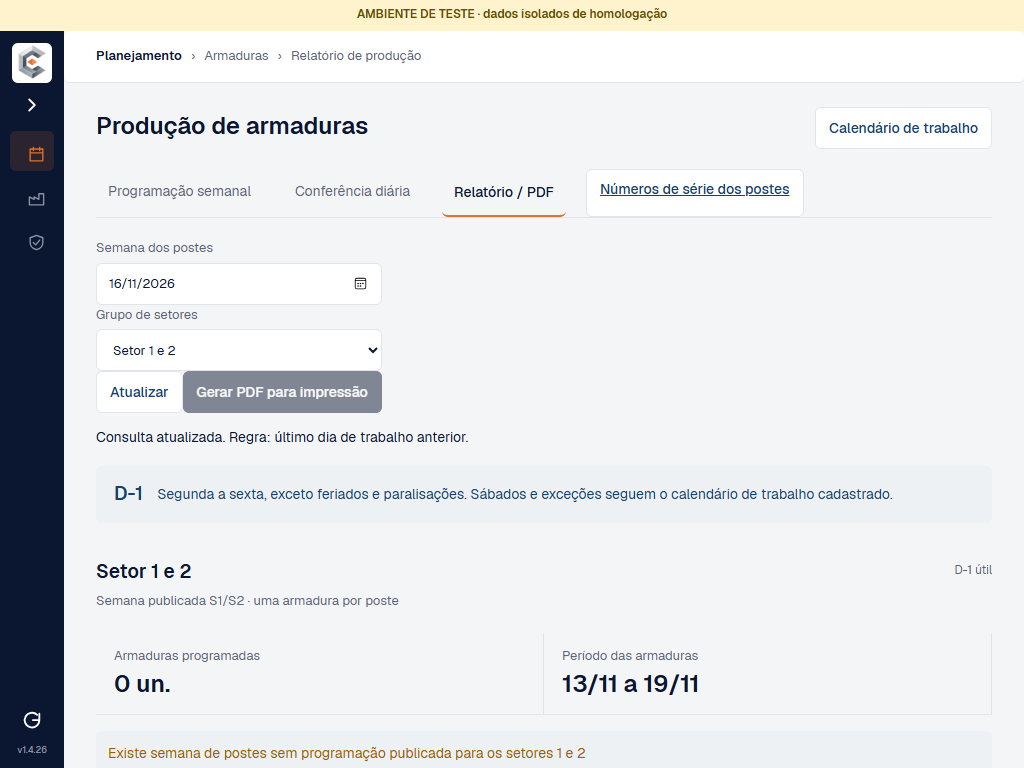 AMBIENTE DE TESTE · dados isolados de homologação
Planejamento › Armaduras › Relatório de produção
Produção de armaduras
Calendário de trabalho
Programação semanal
Conferência diária
Relatório / PDF
Números de série dos postes
Semana dos postes
16/11/2026
Grupo de setores
Setor 1 e 2
Atualizar
Gerar PDF para impressão
Consulta atualizada. Regra: último dia de trabalho anterior.
D-1 Segunda a sexta, exceto feriados e paralisações. Sábados e exceções seguem o calendário de trabalho cadastrado.
Setor 1 e 2
D-1 útil
Semana publicada S1/S2 · uma armadura por poste
Armaduras programadas
0 un.
Período das armaduras
13/11 a 19/11
Existe semana de postes sem programação publicada para os setores 1 e 2
v1.4.26